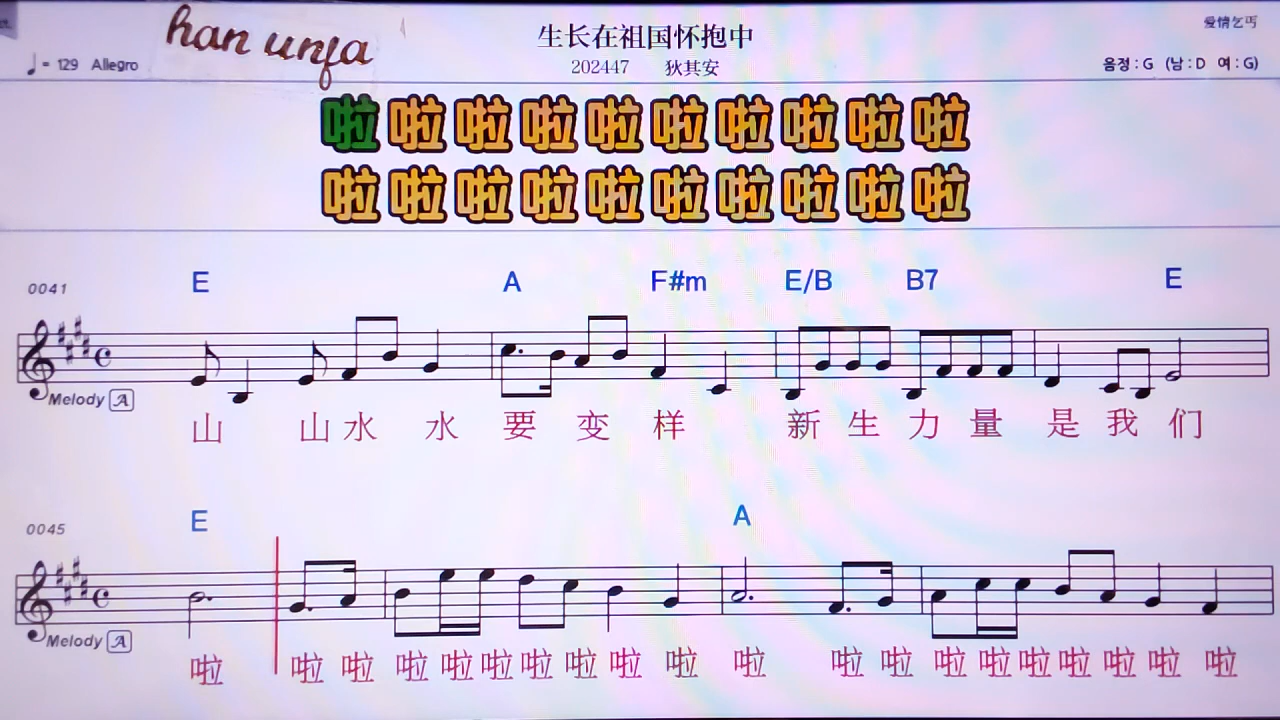 han unfa
生长在祖国怀抱中
爱情乞丐
♩= 129 Allegro
202447 狄其安
음정 : G (남 : D 여 : G)
啦啦啦啦啦啦啦啦啦啦
啦啦啦啦啦啦啦啦啦啦
0041 E A F#m E/B B7 E
Melody A
山 山 水 水 要 变 样 新 生 力 量 是 我 们
0045 E A
Melody A
啦 啦 啦 啦 啦 啦 啦 啦 啦 啦 啦 啦 啦 啦 啦 啦 啦 啦 啦 啦